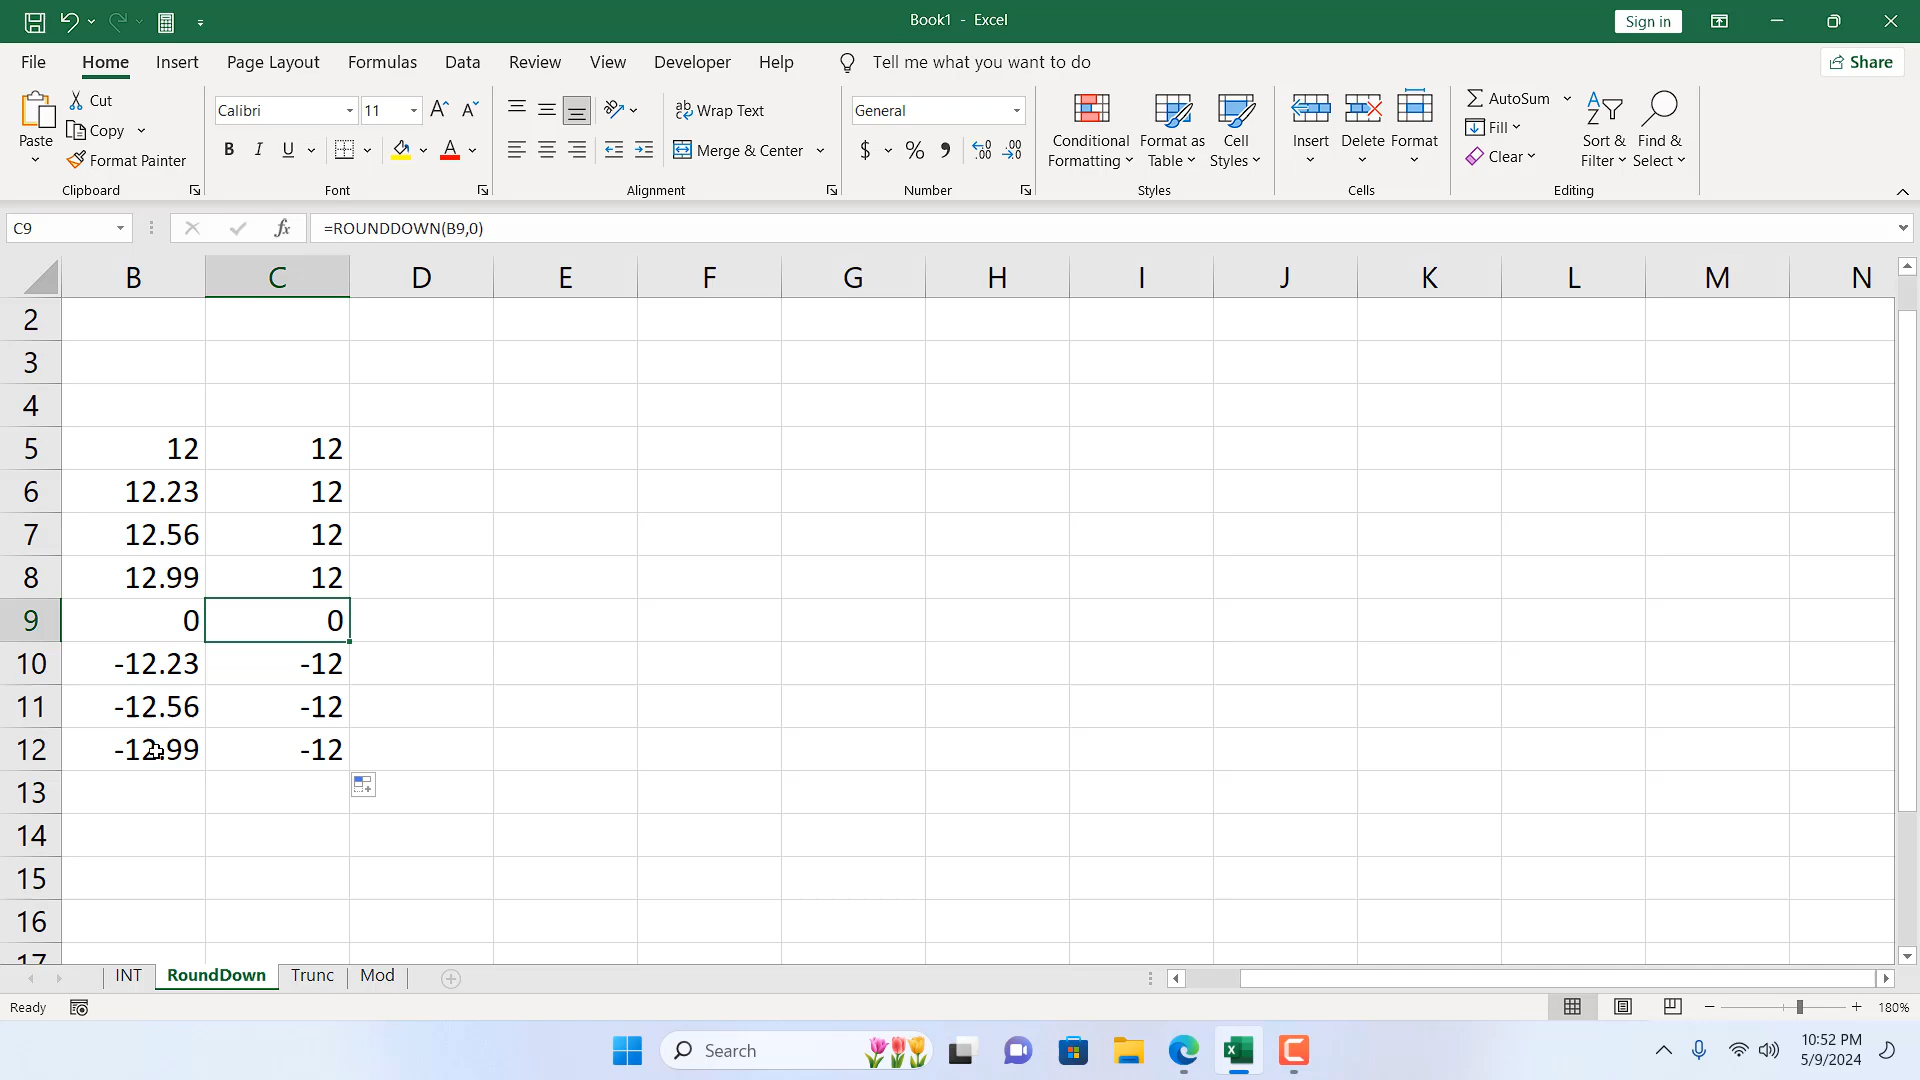 Book1 - Excel
Sign in
File Home Insert Page Layout Formulas Data Review View Developer Help Tell me what you want to do
Share
Paste
Cut
Copy
Format Painter
Clipboard
Calibri 11
B I U
Font
Wrap Text
Merge & Center
Alignment
General
$ % ,
Number
Conditional Formatting
Format as Table
Cell Styles
Styles
Insert
Delete
Format
Cells
AutoSum
Fill
Clear
Sort & Filter
Find & Select
Editing
C9 fx =ROUNDDOWN(B9,0)
B C D E F G H I J K L M N
2
3
4
5 12 12
6 12.23 12
7 12.56 12
8 12.99 12
9 0 0
10 -12.23 -12
11 -12.56 -12
12 -12.99 -12
13
14
15
16
17
INT RoundDown Trunc Mod
Ready
180%
Search
10:52 PM
5/9/2024